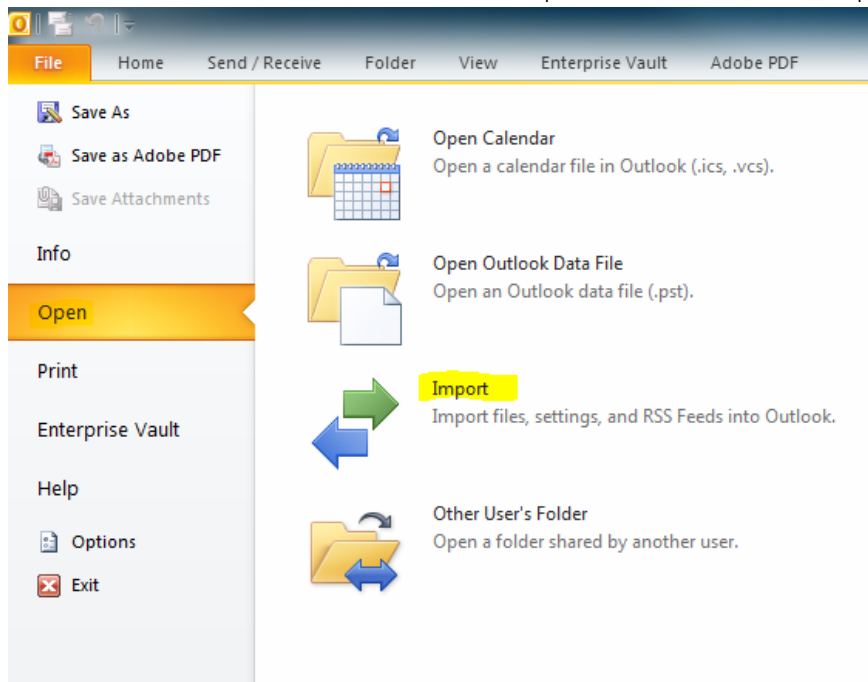 File Home Send / Receive Folder View Enterprise Vault Adobe PDF
Save As
Save as Adobe PDF
Save Attachments
Info
Open
Print
Enterprise Vault
Help
Options
Exit
Open Calendar
Open a calendar file in Outlook (.ics, .vcs).
Open Outlook Data File
Open an Outlook data file (.pst).
Import
Import files, settings, and RSS Feeds into Outlook.
Other User's Folder
Open a folder shared by another user.